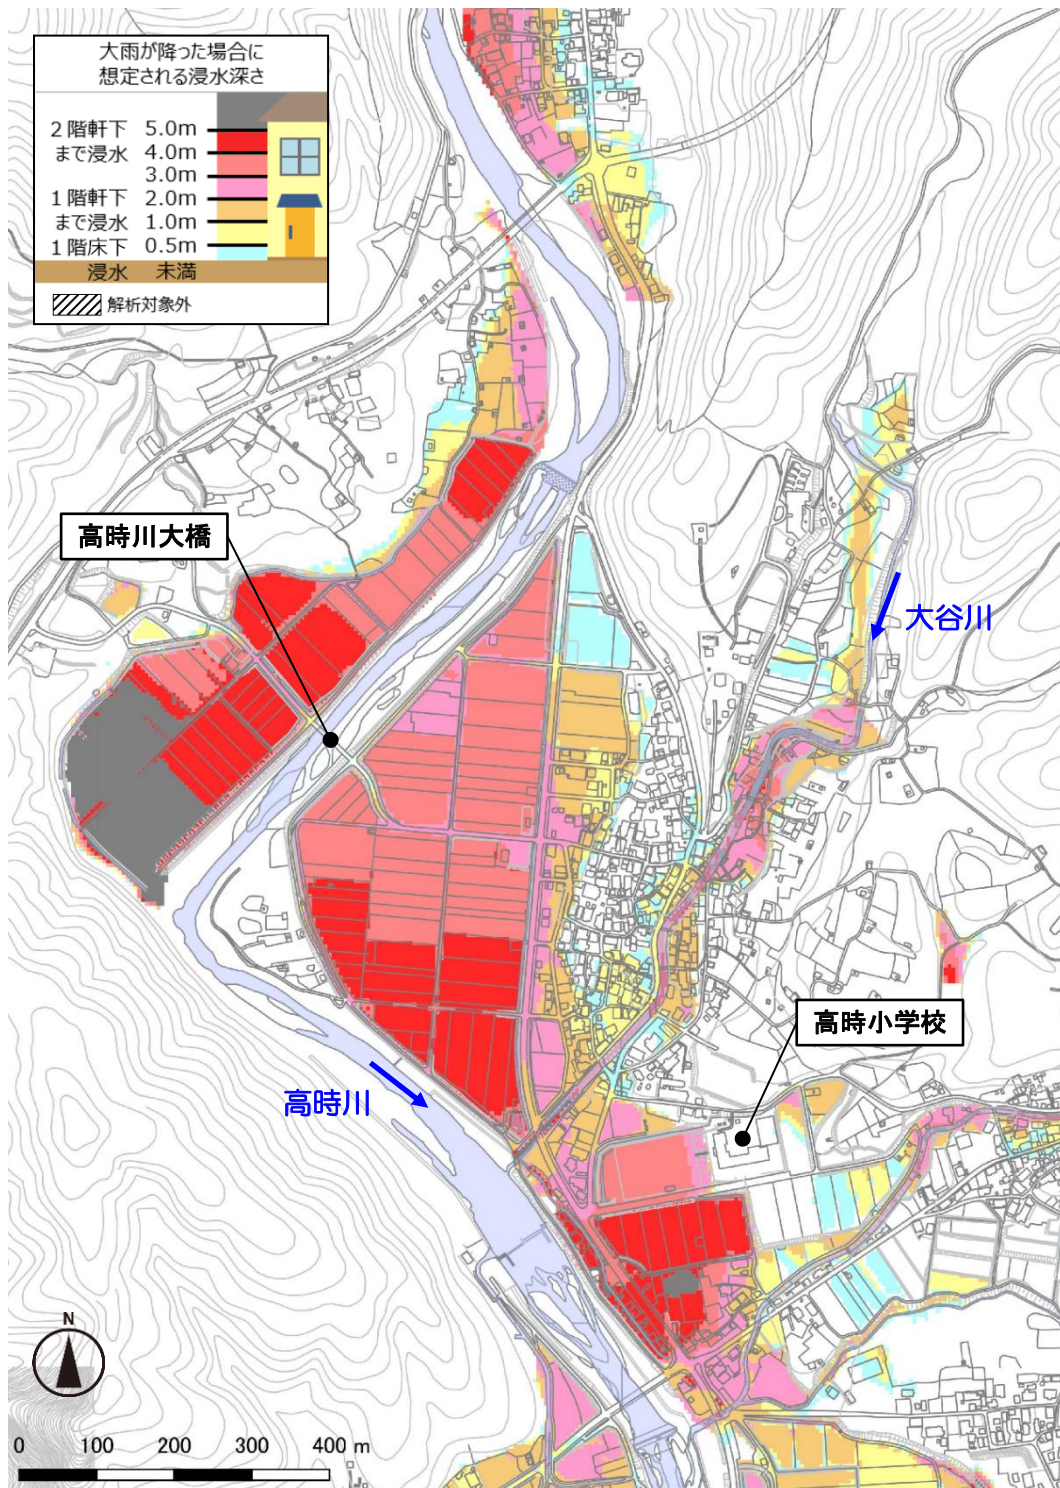 大雨が降った場合に
想定される浸水深さ
2階軒下 5.0m
まで浸水 4.0m
3.0m
1階軒下 2.0m
まで浸水 1.0m
1階床下 0.5m
浸水 未満
解析対象外
高時川大橋
大谷川
高時小学校
高時川
N
0 100 200 300 400 m